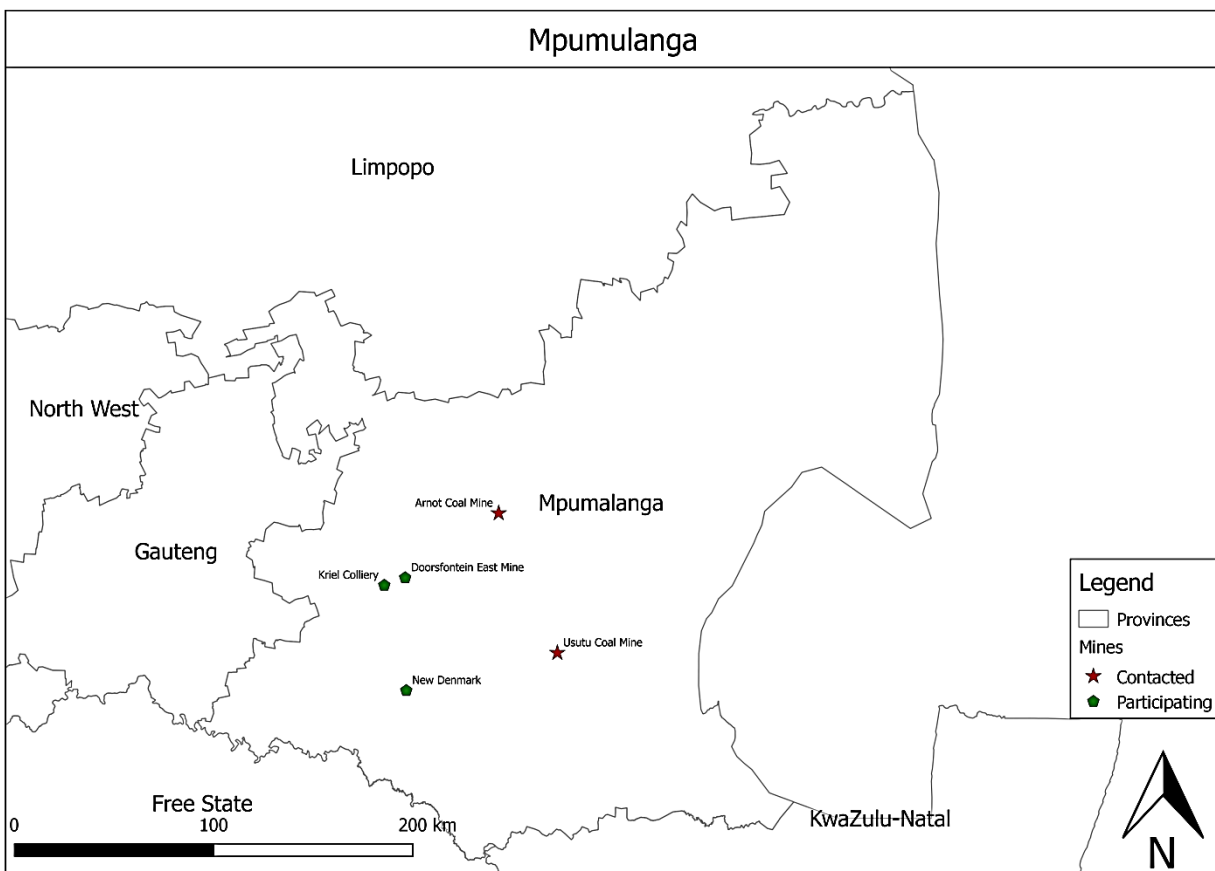 Mpumulanga
Limpopo
North West
Arnot Coal Mine
Mpumalanga
Gauteng
Doorsfontein East Mine
Kriel Colliery
Usutu Coal Mine
New Denmark
Legend
Provinces
Mines
Contacted
Participating
Free State
KwaZulu-Natal
0 100 200 km
N